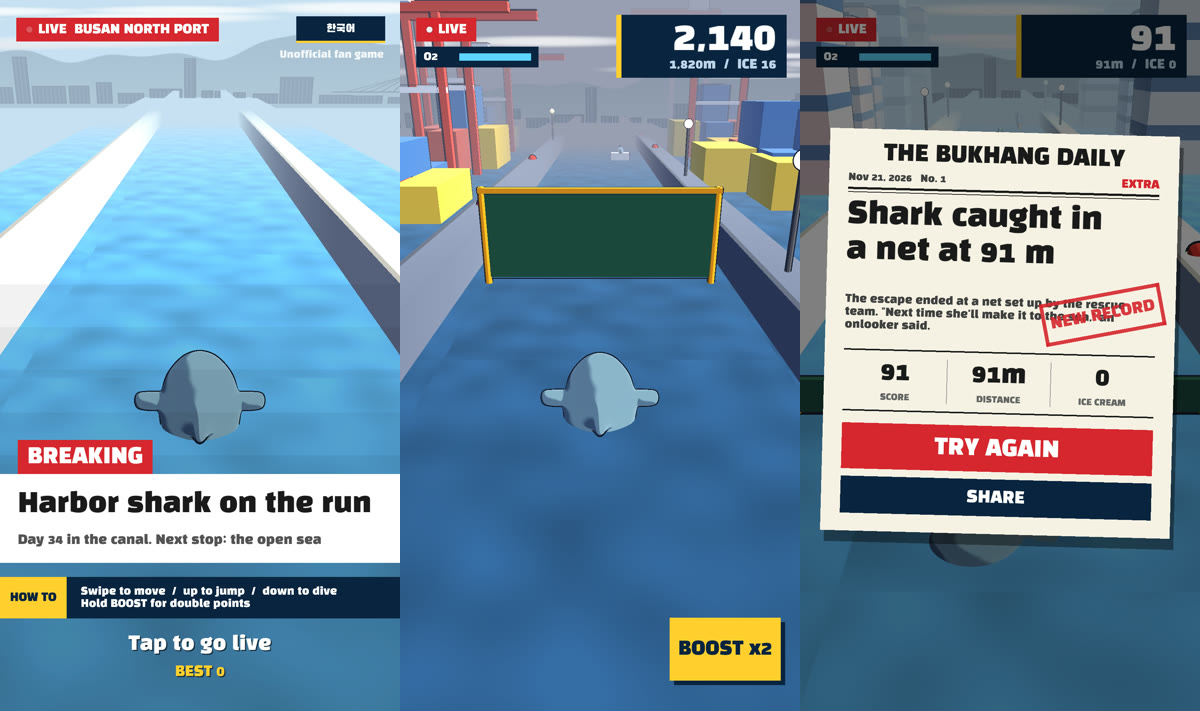 LIVE BUSAN NORTH PORT
한국어
Unofficial fan game
BREAKING
Harbor shark on the run
Day 34 in the canal. Next stop: the open sea
HOW TO
Swipe to move / up to jump / down to dive
Hold BOOST for double points
Tap to go live
BEST 0
LIVE
O2
2,140
1,820m / ICE 16
BOOST x2
LIVE
O2
91
91m / ICE 0
THE BUKHANG DAILY
Nov 21, 2026 No. 1
EXTRA
Shark caught in
a net at 91 m
The escape ended at a net set up by the rescue
team. "Next time she'll make it to the sea," an
onlooker said.
NEW RECORD
91
SCORE
91m
DISTANCE
0
ICE CREAM
TRY AGAIN
SHARE